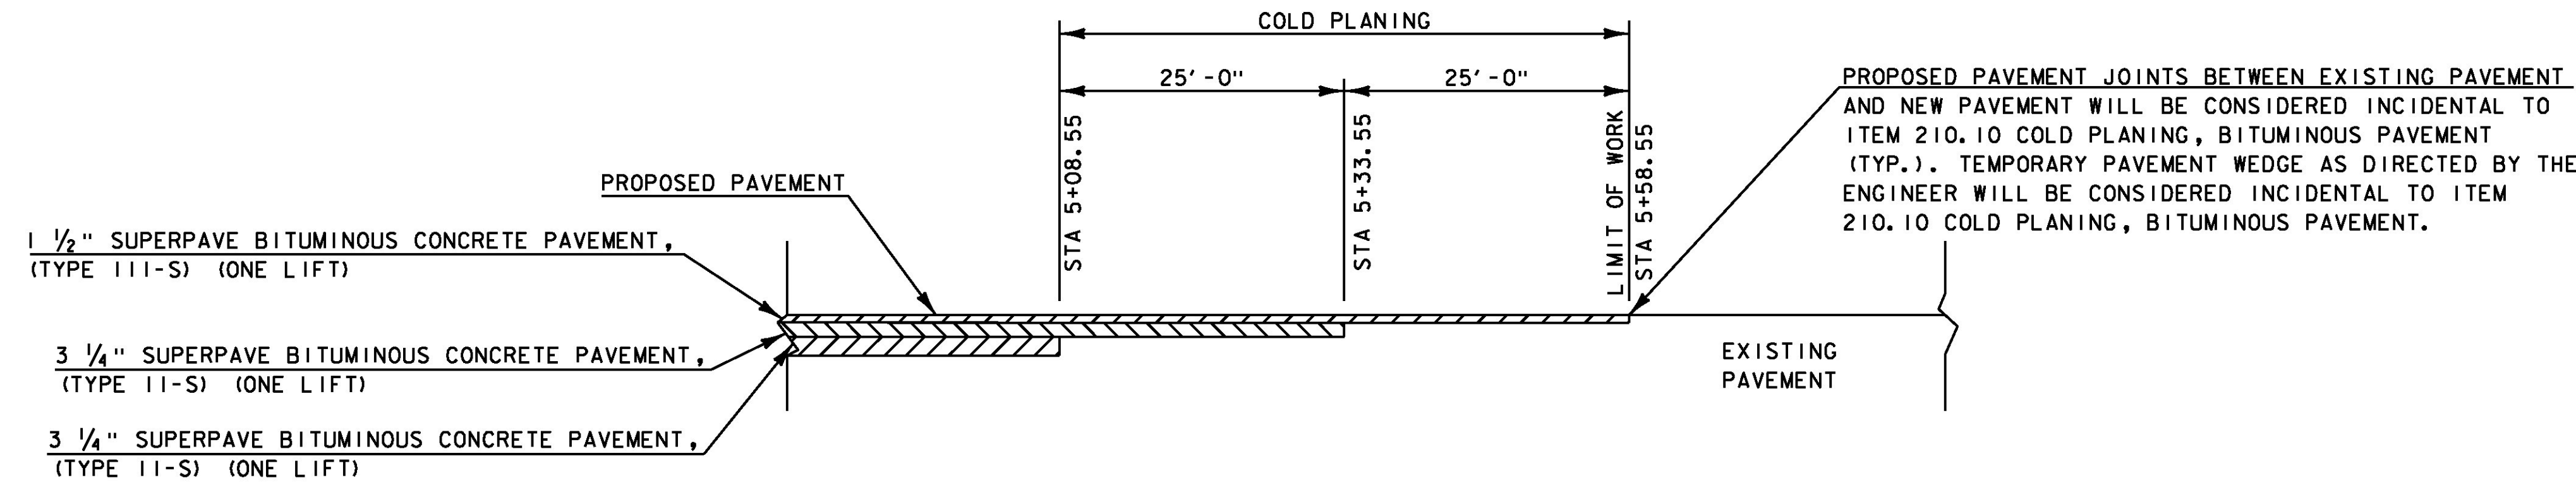 COLD PLANING
25'-0"
25'-0"
STA 5+08.55
STA 5+33.55
LIMIT OF WORK
STA 5+58.55
PROPOSED PAVEMENT JOINTS BETWEEN EXISTING PAVEMENT
AND NEW PAVEMENT WILL BE CONSIDERED INCIDENTAL TO
ITEM 210.10 COLD PLANING, BITUMINOUS PAVEMENT
(TYP.). TEMPORARY PAVEMENT WEDGE AS DIRECTED BY THE
ENGINEER WILL BE CONSIDERED INCIDENTAL TO ITEM
210.10 COLD PLANING, BITUMINOUS PAVEMENT.
PROPOSED PAVEMENT
1 ½" SUPERPAVE BITUMINOUS CONCRETE PAVEMENT,
(TYPE III-S) (ONE LIFT)
3 ¼" SUPERPAVE BITUMINOUS CONCRETE PAVEMENT,
(TYPE II-S) (ONE LIFT)
3 ¼" SUPERPAVE BITUMINOUS CONCRETE PAVEMENT,
(TYPE II-S) (ONE LIFT)
EXISTING
PAVEMENT